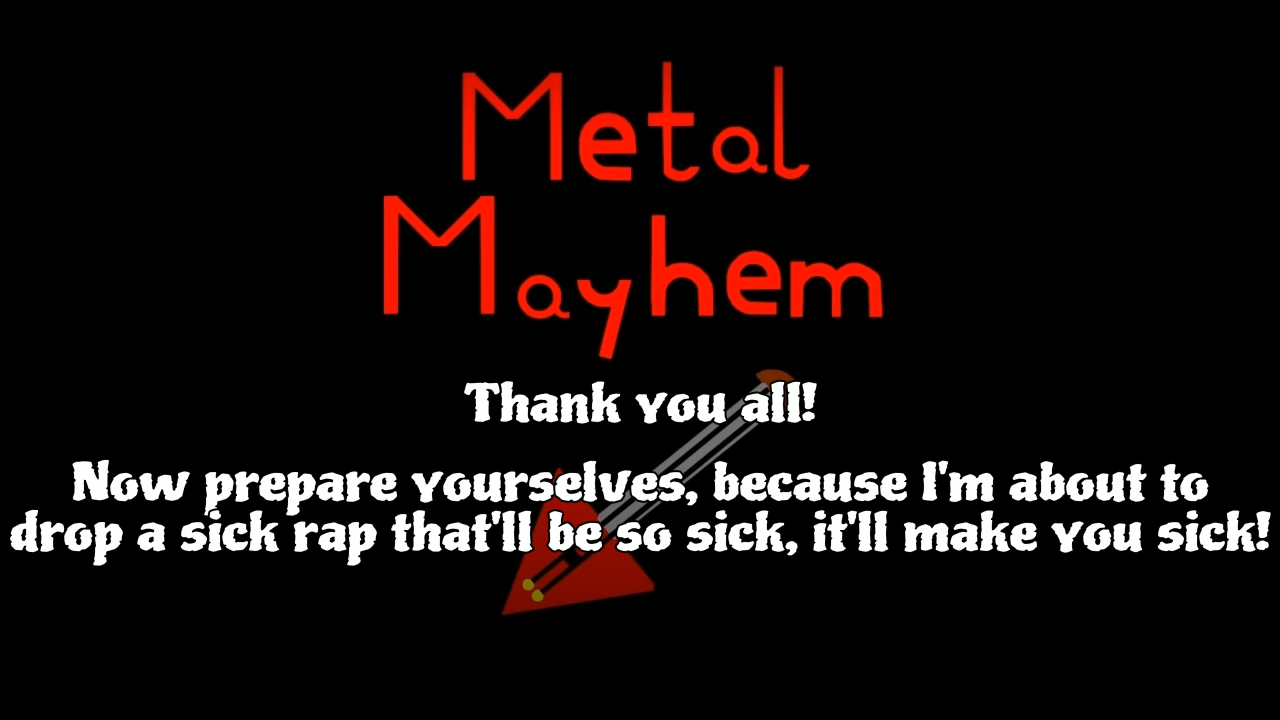 Metal
Mayhem
Thank you all!
Now prepare yourselves, because I'm about to
drop a sick rap that'll be so sick, it'll make you sick!